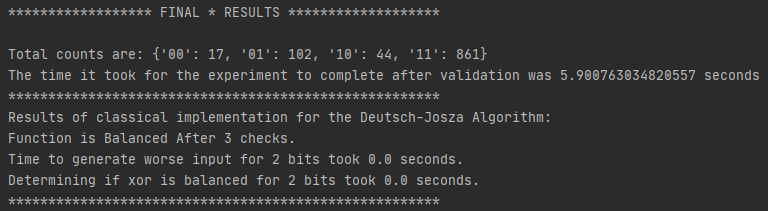 ****************** FINAL * RESULTS *******************
Total counts are: {'00': 17, '01': 102, '10': 44, '11': 861}
The time it took for the experiment to complete after validation was 5.900763034820557 seconds
******************************************************
Results of classical implementation for the Deutsch-Josza Algorithm:
Function is Balanced After 3 checks.
Time to generate worse input for 2 bits took 0.0 seconds.
Determining if xor is balanced for 2 bits took 0.0 seconds.
******************************************************